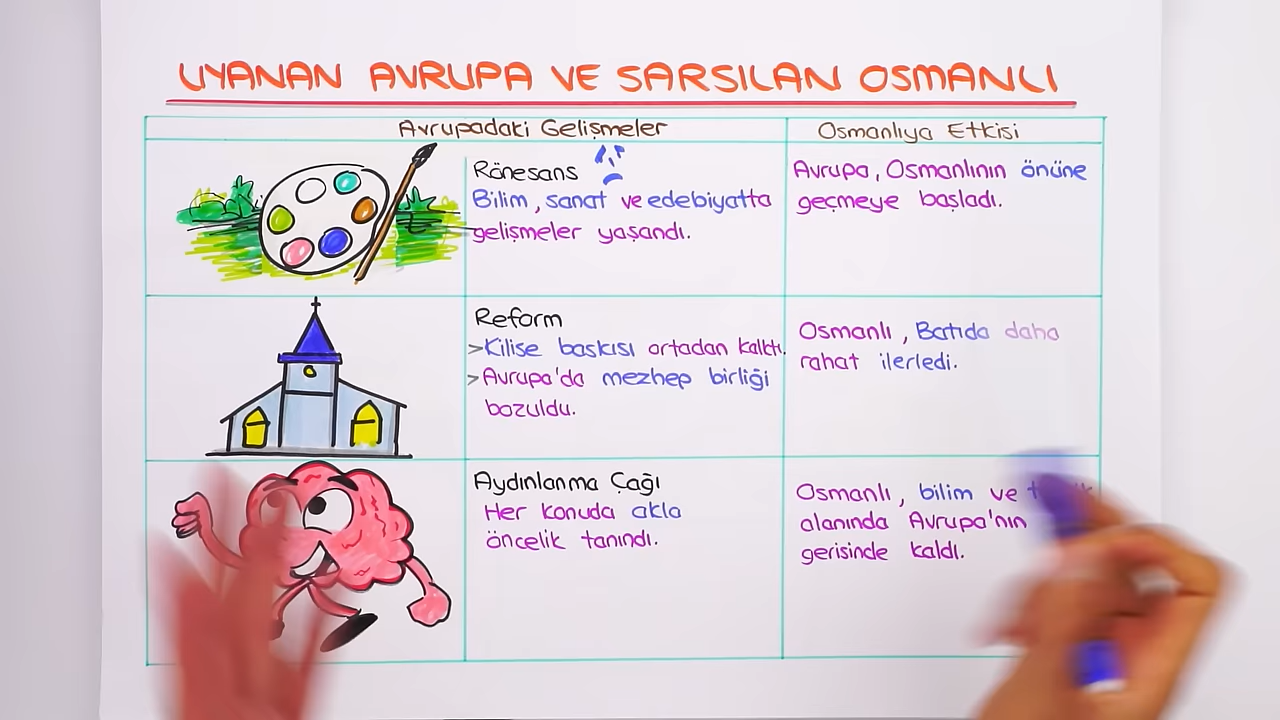 UYANAN AVRUPA VE SARSILAN OSMANLI
Avrupadaki Gelişmeler
Osmanlıya Etkisi
Rönesans
Bilim, sanat ve edebiyatta
gelişmeler yaşandı.
Avrupa, Osmanlının önüne
geçmeye başladı.
Reform
>Kilise baskısı ortadan kalktı.
>Avrupa'da mezhep birliği
bozuldu.
Osmanlı, Batıda daha
rahat ilerledi.
Aydınlanma Çağı
Her konuda akla
öncelik tanındı.
Osmanlı, bilim ve
alanında Avrupa'nın
gerisinde kaldı.